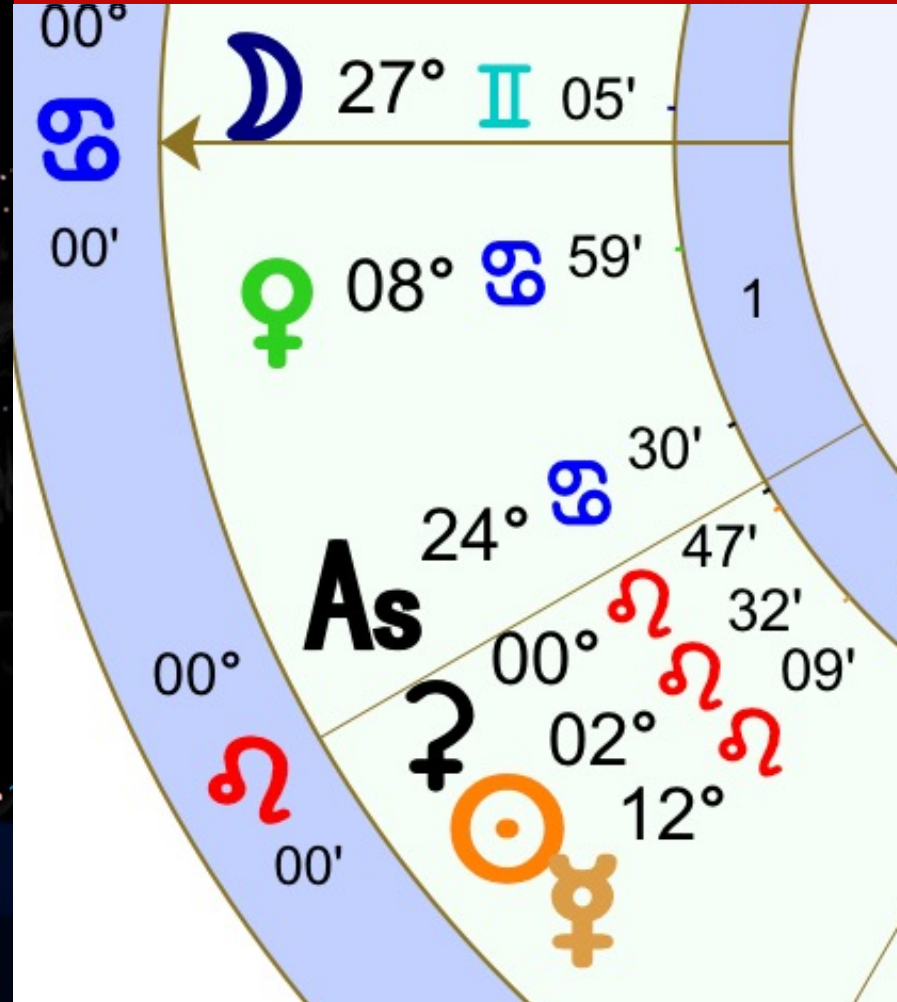 00°
♋
00'
☽ 27° ♊ 05'
♀ 08° ♋ 59'
1
As 24° ♋ 30'
00°
♌
00'
⚳ 00° ♌ 47'
☉ 02° ♌ 32'
☿ 12° ♌ 09'